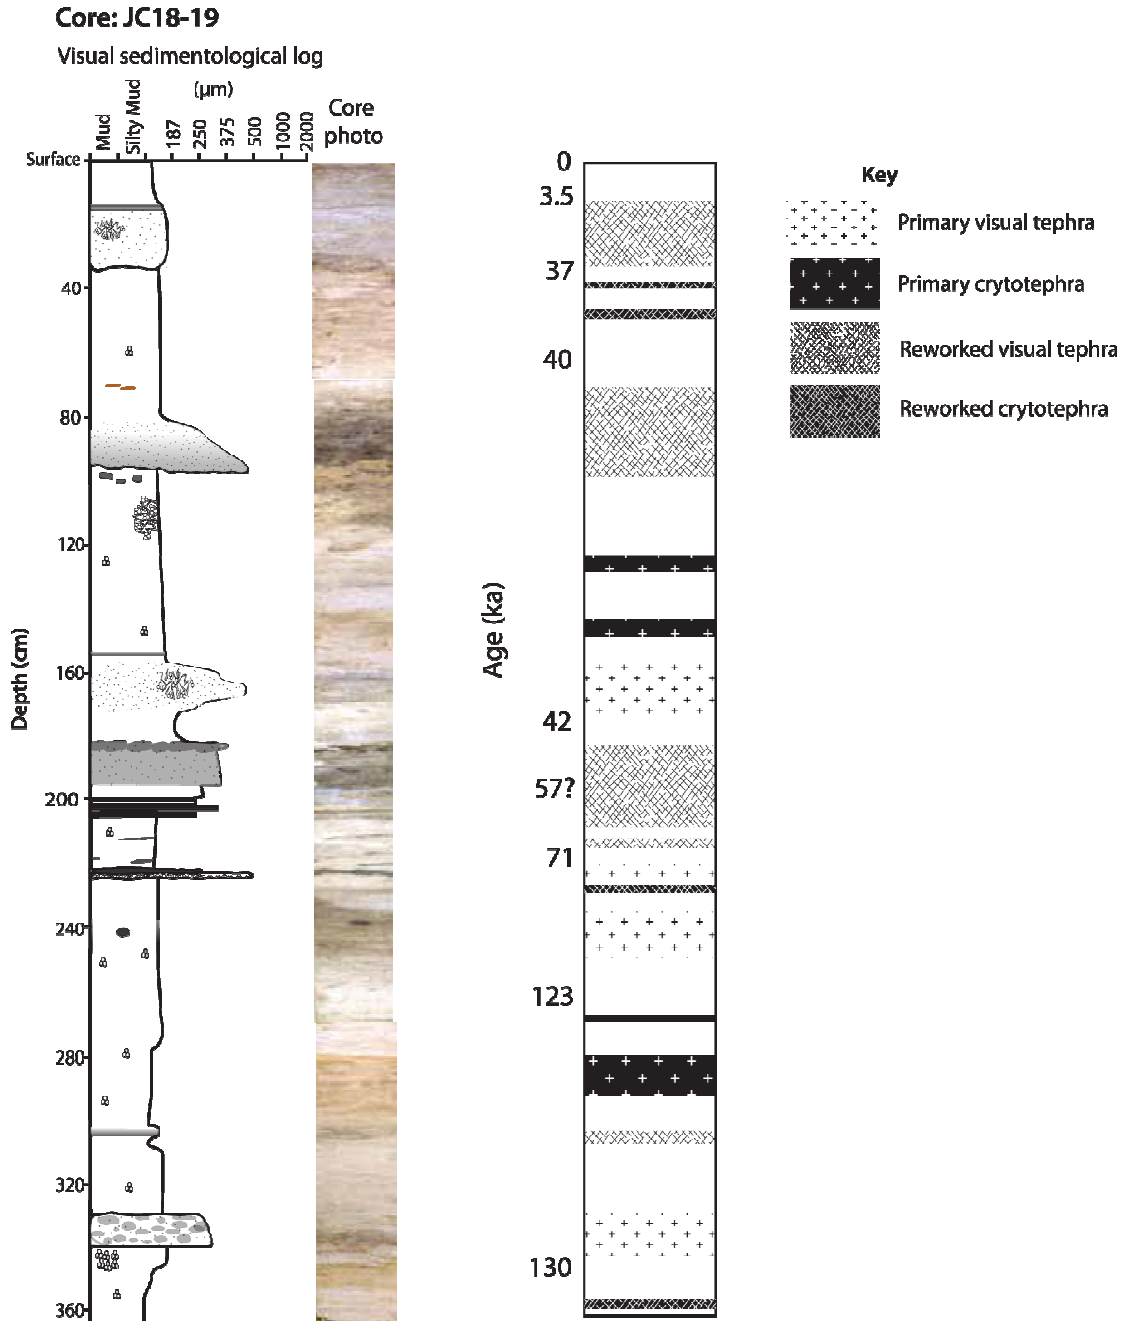 Core: JC18-19
Visual sedimentological log
(µm)
Mud
Silty Mud
187
250
375
500
1000
2000
Core
photo
Surface
40
80
120
160
200
240
280
320
360
Depth (cm)
0
3.5
37
40
42
57?
71
123
130
Age (ka)
Key
Primary visual tephra
Primary crytotephra
Reworked visual tephra
Reworked crytotephra